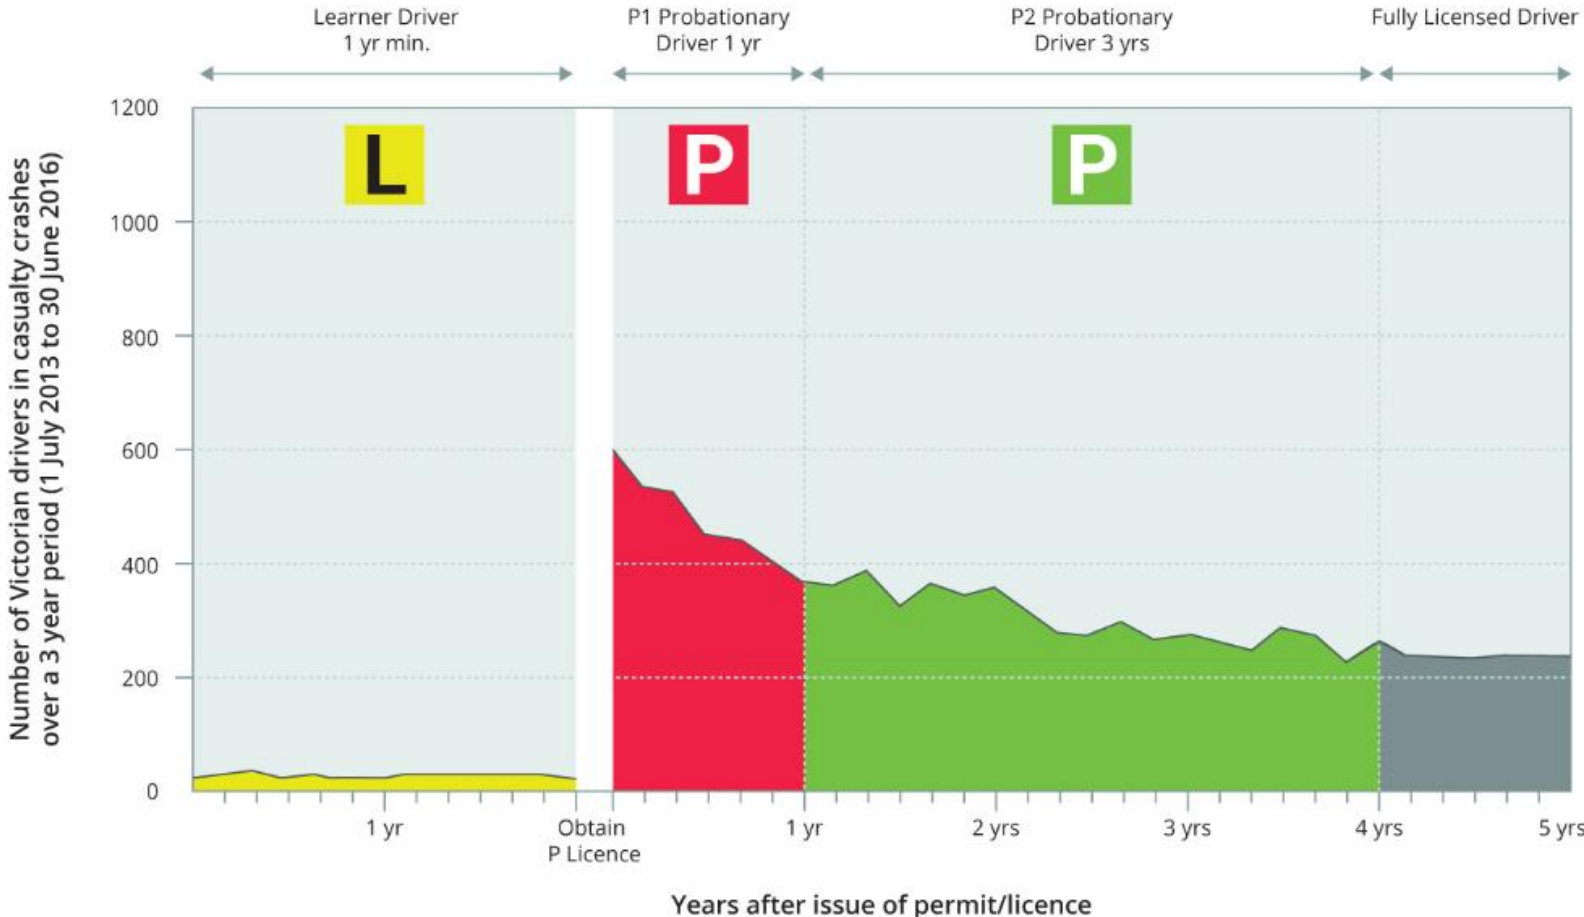 Learner Driver
1 yr min.
P1 Probationary
Driver 1 yr
P2 Probationary
Driver 3 yrs
Fully Licensed Driver
Number of Victorian drivers in casualty crashes
over a 3 year period (1 July 2013 to 30 June 2016)
1200
1000
800
600
400
200
0
L
P
P
1 yr
Obtain
P Licence
1 yr
2 yrs
3 yrs
4 yrs
5 yrs
Years after issue of permit/licence